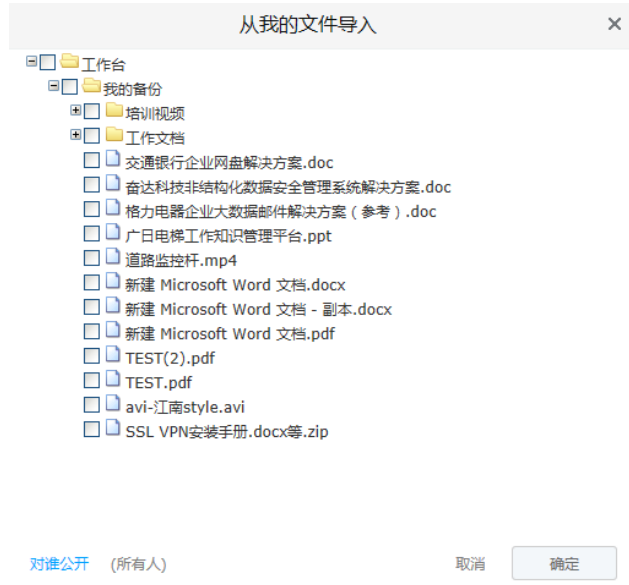 从我的文件导入
工作台
我的备份
培训视频
工作文档
交通银行企业网盘解决方案.doc
奋达科技非结构化数据安全管理系统解决方案.doc
格力电器企业大数据邮件解决方案（参考）.doc
广日电梯工作知识管理平台.ppt
道路监控杆.mp4
新建 Microsoft Word 文档.docx
新建 Microsoft Word 文档 - 副本.docx
新建 Microsoft Word 文档.pdf
TEST(2).pdf
TEST.pdf
avi-江南style.avi
SSL VPN安装手册.docx等.zip
对谁公开 (所有人) 取消 确定